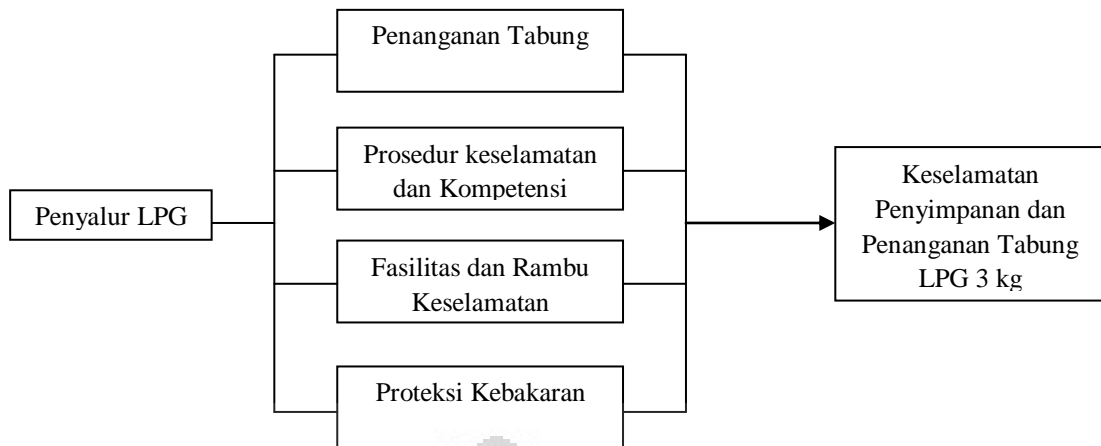 Penanganan Tabung
Prosedur keselamatan
dan Kompetensi
Penyalur LPG
Fasilitas dan Rambu
Keselamatan
Proteksi Kebakaran
Keselamatan
Penyimpanan dan
Penanganan Tabung
LPG 3 kg